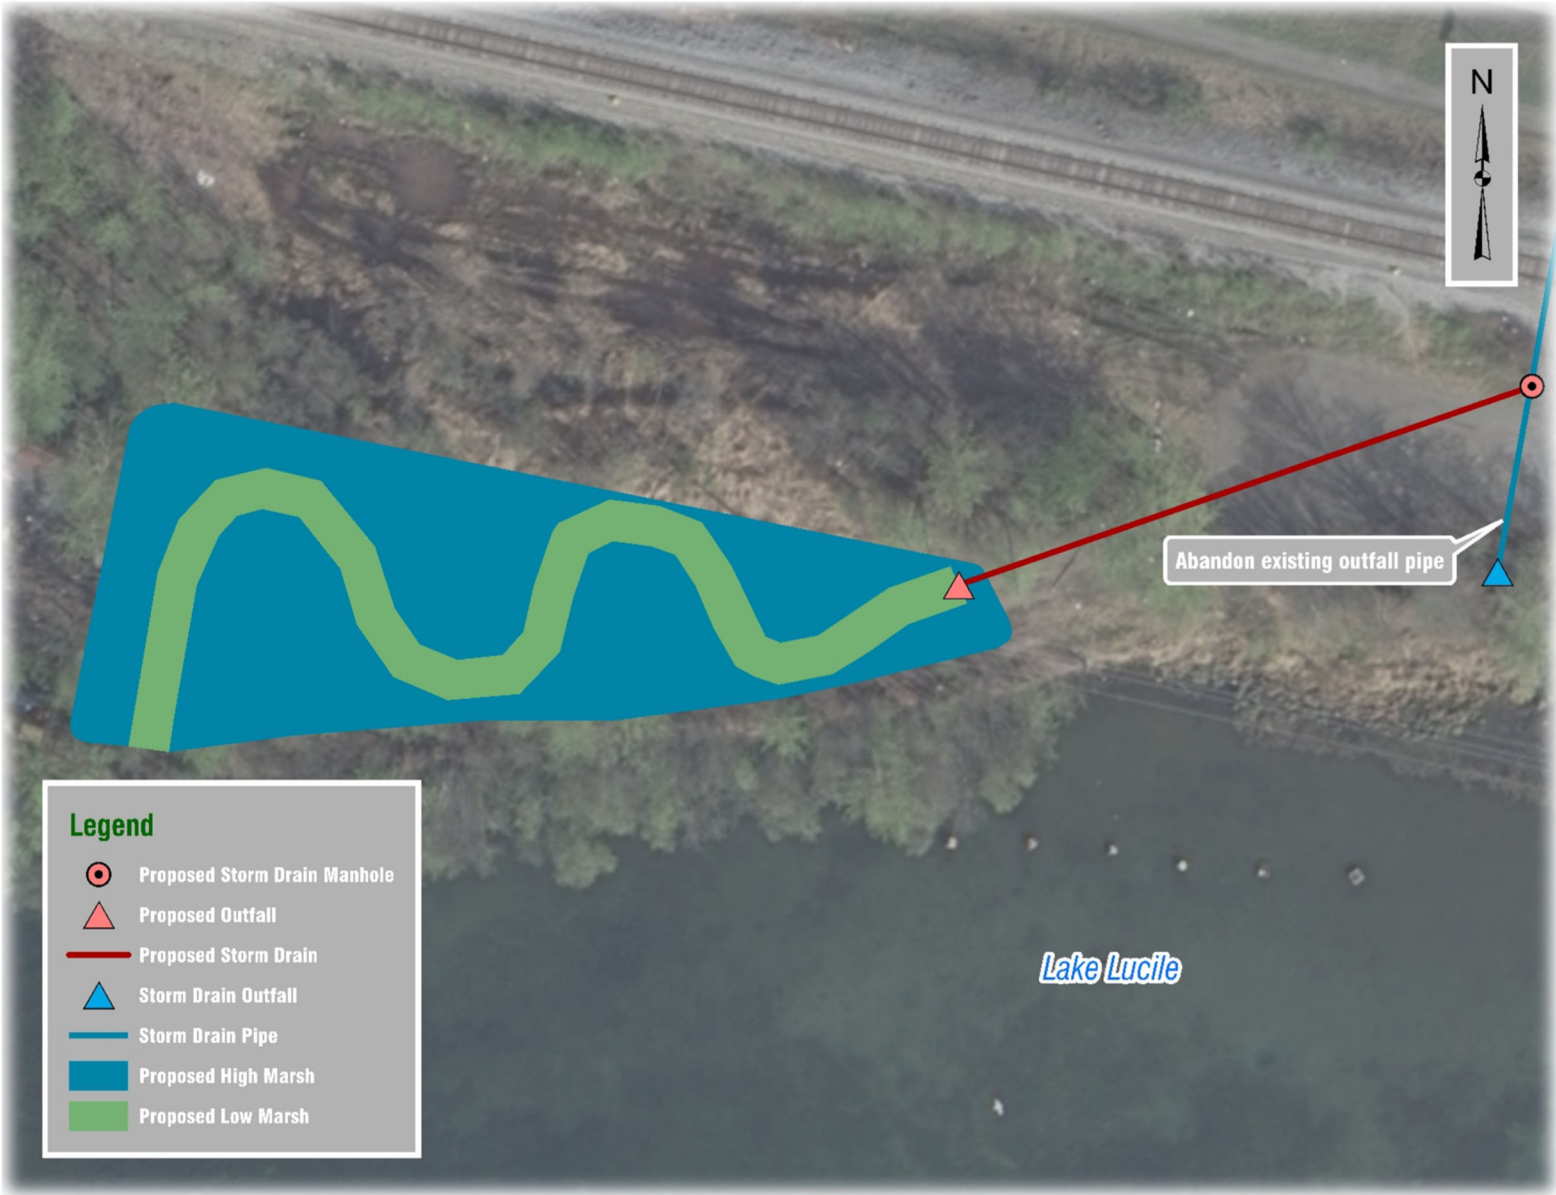 N
Abandon existing outfall pipe
Lake Lucile
Legend
Proposed Storm Drain Manhole
Proposed Outfall
Proposed Storm Drain
Storm Drain Outfall
Storm Drain Pipe
Proposed High Marsh
Proposed Low Marsh